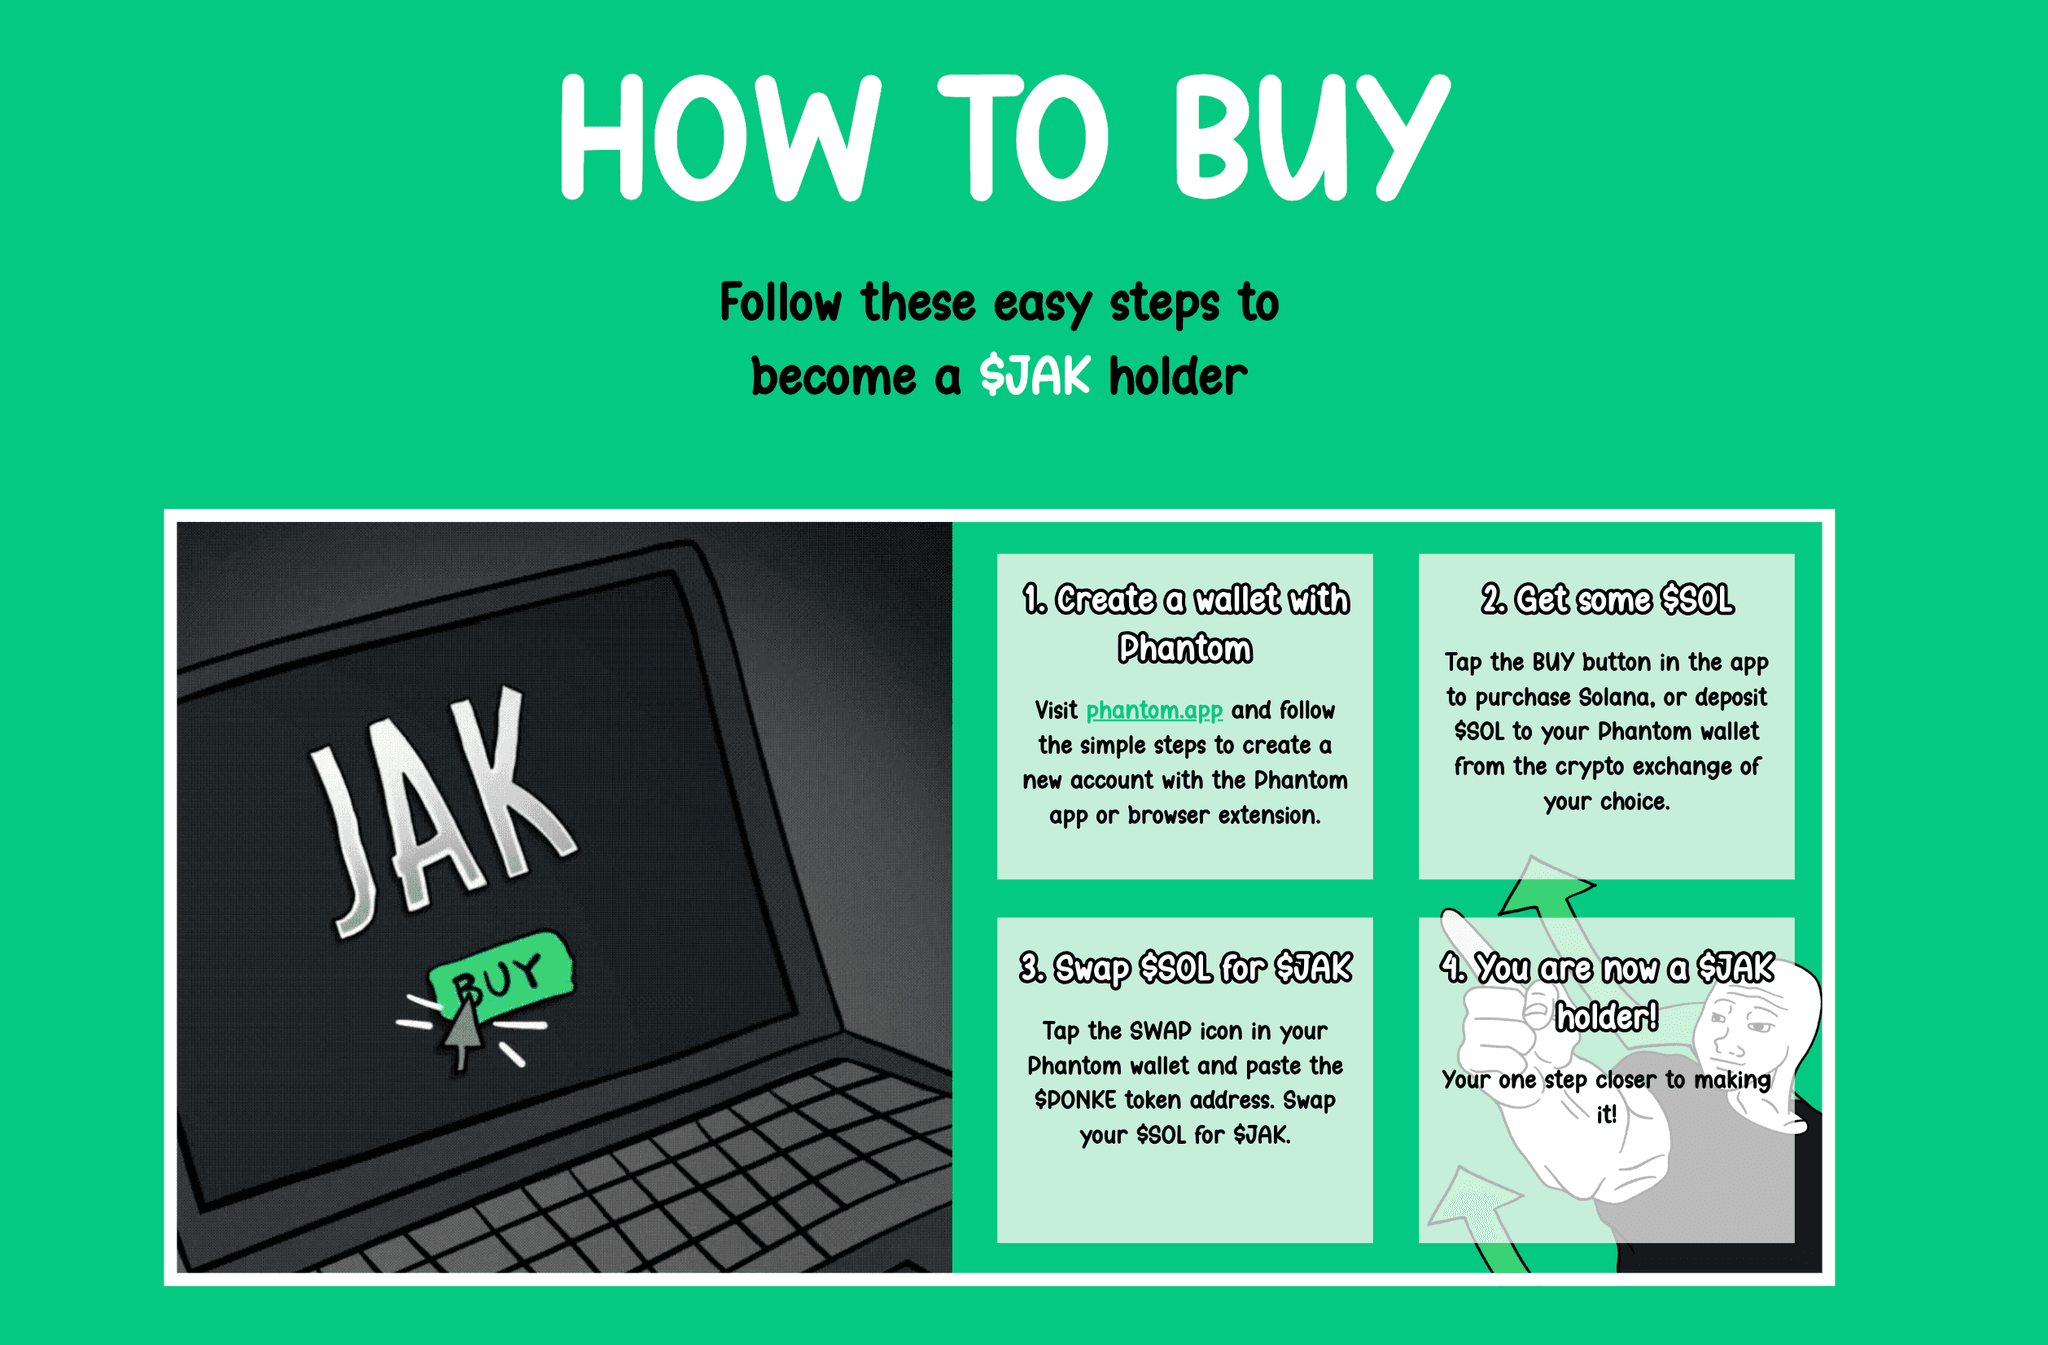 HOW TO BUY
Follow these easy steps to
become a $JAK holder
JAK
BUY
1. Create a wallet with
Phantom
Visit phantom.app and follow
the simple steps to create a
new account with the Phantom
app or browser extension.
2. Get some $SOL
Tap the BUY button in the app
to purchase Solana, or deposit
$SOL to your Phantom wallet
from the crypto exchange of
your choice.
3. Swap $SOL for $JAK
Tap the SWAP icon in your
Phantom wallet and paste the
$PONKE token address. Swap
your $SOL for $JAK.
4. You are now a $JAK
holder!
Your one step closer to making
it!